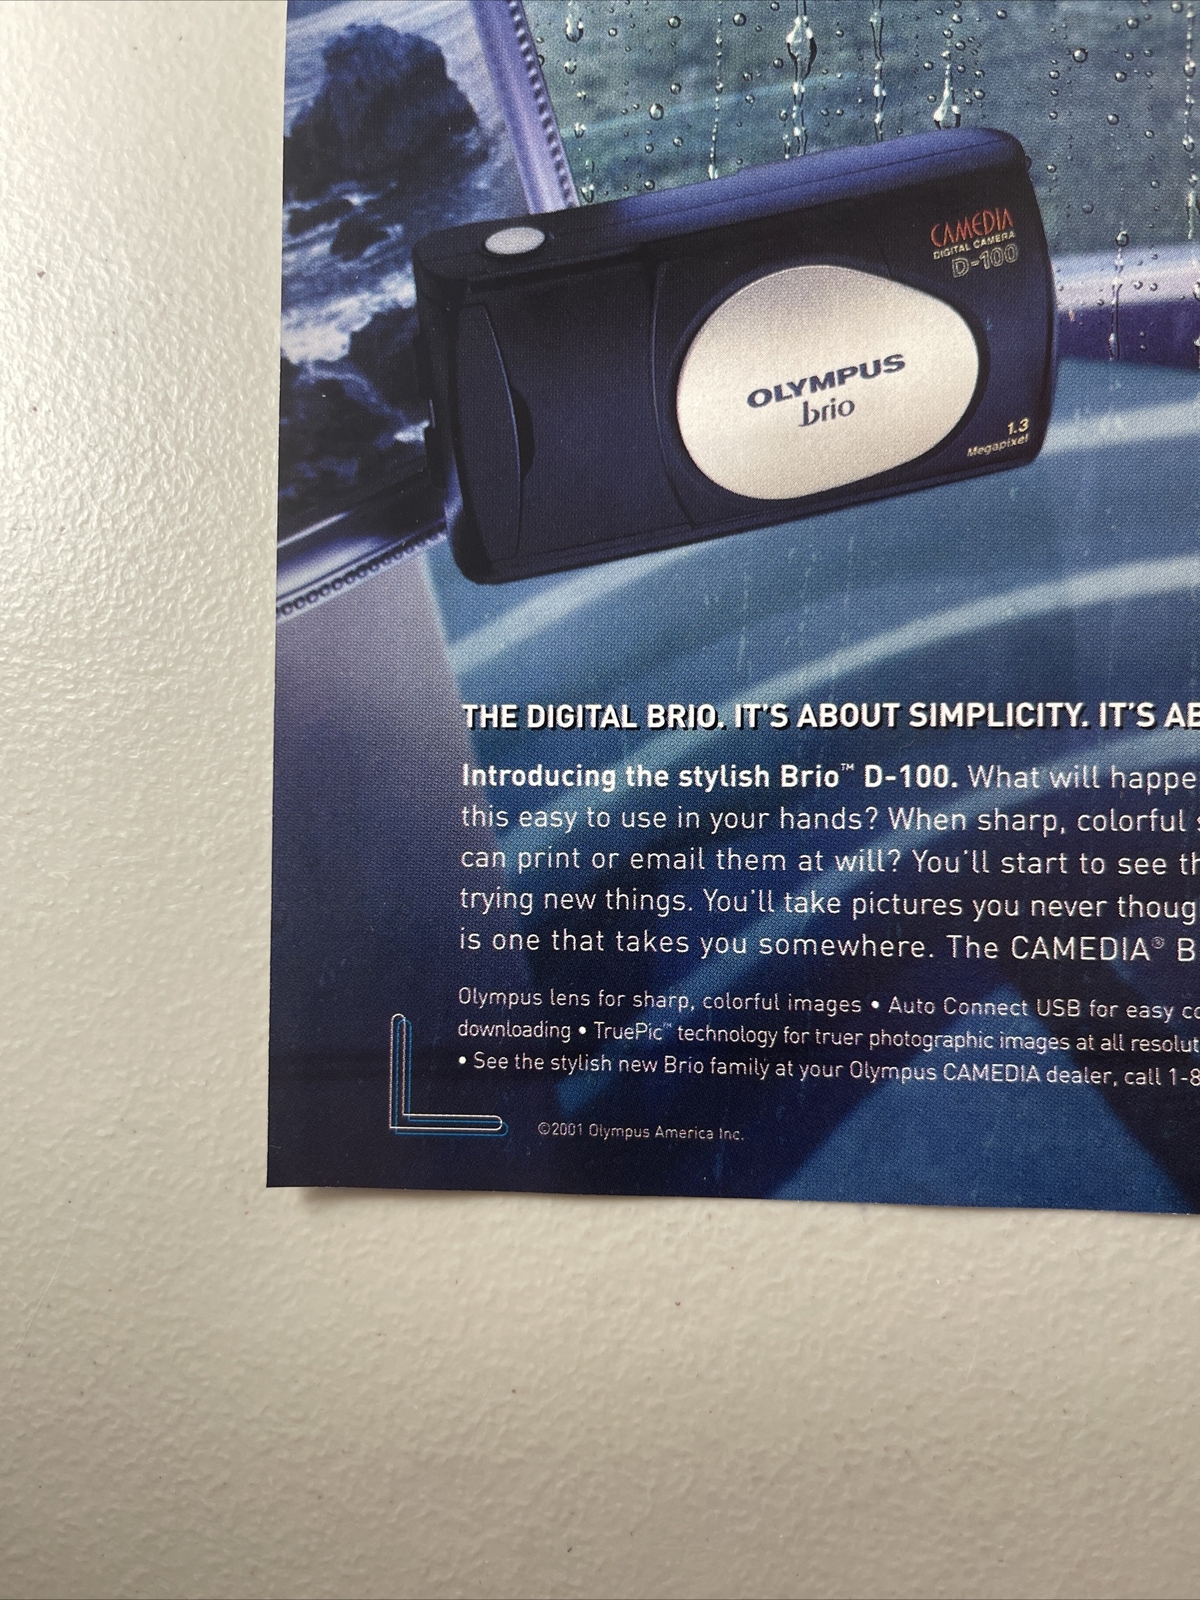 CAMEDIA
DIGITAL CAMERA
D-100
OLYMPUS
brio
1.3
Megapixel
THE DIGITAL BRIO. IT'S ABOUT SIMPLICITY. IT'S AB
Introducing the stylish Brio™ D-100. What will happe
this easy to use in your hands? When sharp, colorful
can print or email them at will? You'll start to see th
trying new things. You'll take pictures you never thoug
is one that takes you somewhere. The CAMEDIA® B
Olympus lens for sharp, colorful images • Auto Connect USB for easy co
downloading • TruePic™ technology for truer photographic images at all resolut
• See the stylish new Brio family at your Olympus CAMEDIA dealer, call 1-8
©2001 Olympus America Inc.